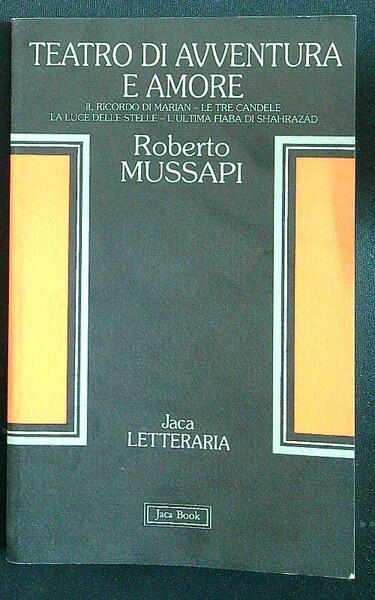 TEATRO DI AVVENTURA
E AMORE
IL RICORDO DI MARIAN – LE TRE CANDELE
LA LUCE DELLE STELLE – L'ULTIMA FIABA DI SHAHRAZÀD
Roberto
MUSSAPI
Jaca
LETTERARIA
Jaca Book